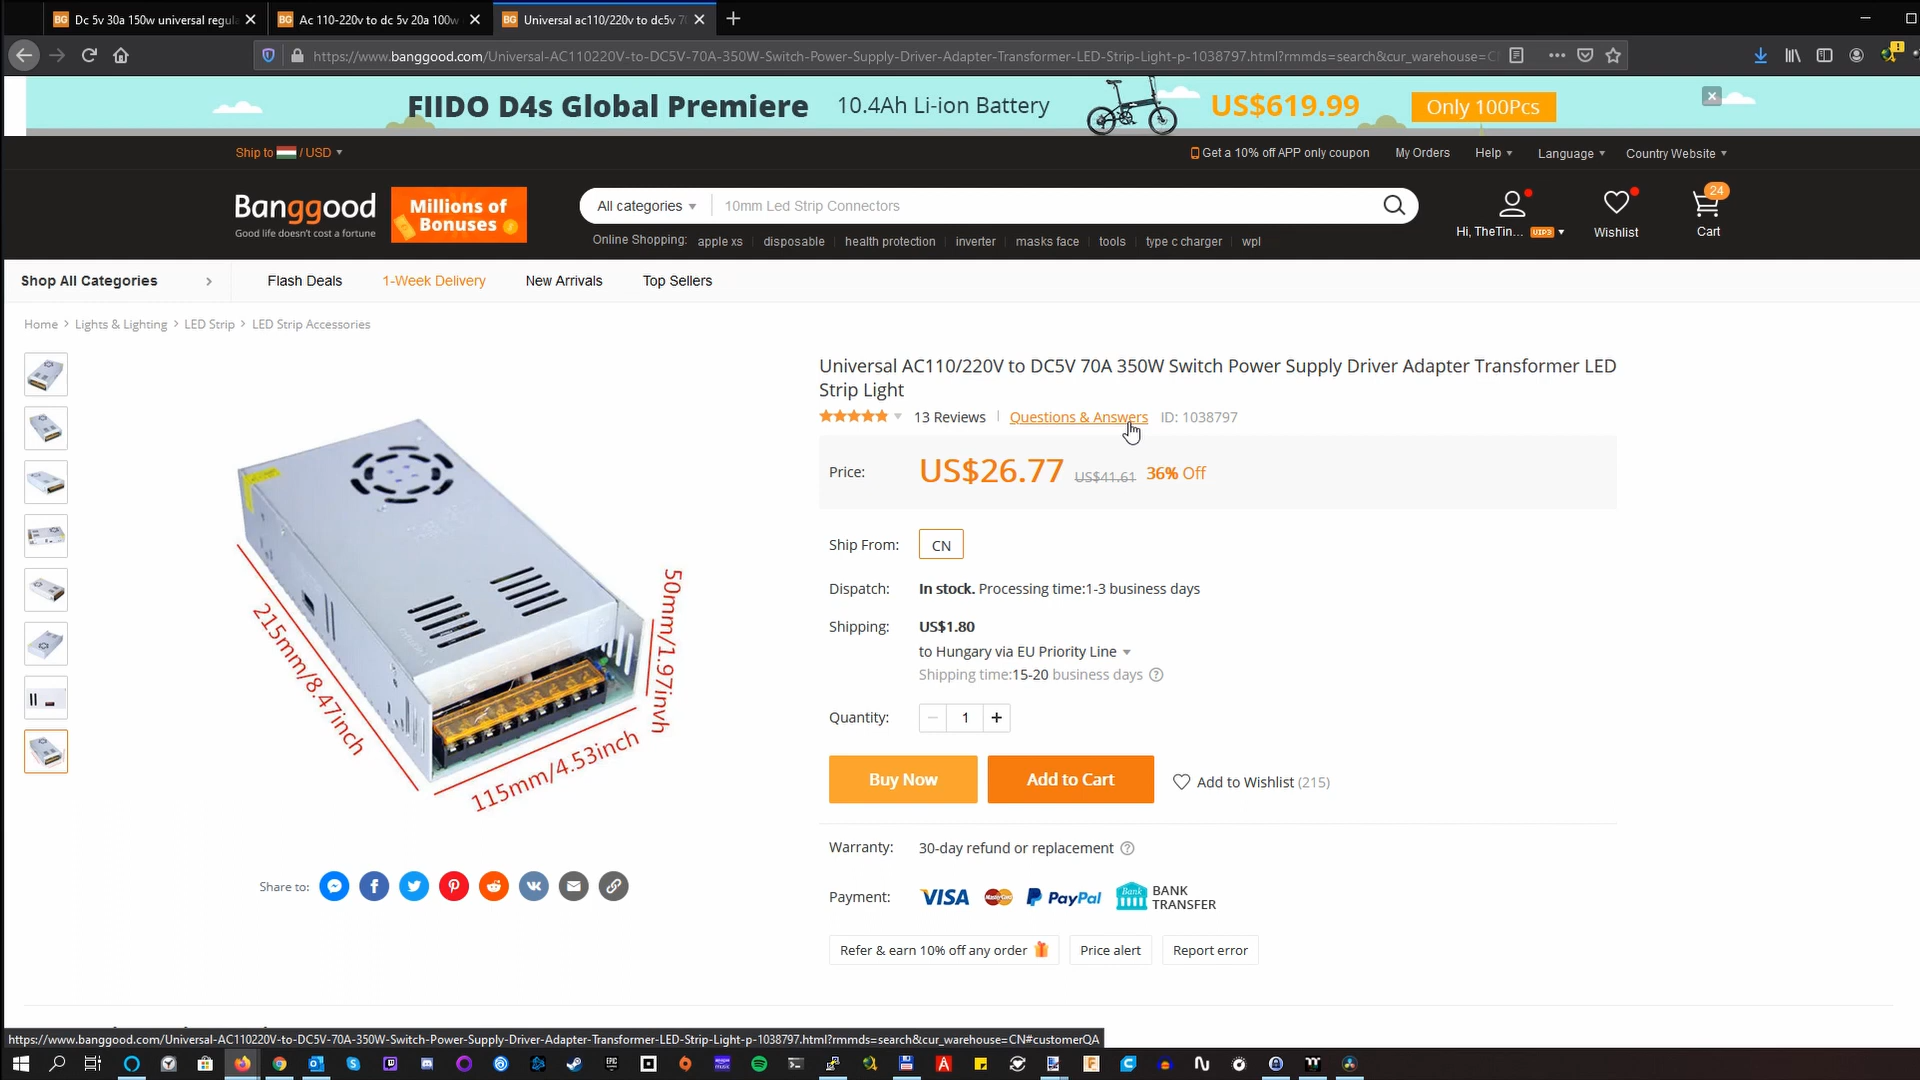 Dc 5v 30a 150w universal regula
Ac 110-220v to dc 5v 20a 100w
Universal ac110/220v to dc5v 7
https://www.banggood.com/Universal-AC110220V-to-DC5V-70A-350W-Switch-Power-Supply-Driver-Adapter-Transformer-LED-Strip-Light-p-1038797.html?rmmds=search&cur_warehouse=C
FIIDO D4s Global Premiere 10.4Ah Li-ion Battery US$619.99 Only 100Pcs
Ship to / USD
Get a 10% off APP only coupon My Orders Help Language Country Website
Banggood
Good life doesn't cost a fortune
Millions of
Bonuses
All categories 10mm Led Strip Connectors
Online Shopping: apple xs disposable health protection inverter masks face tools type c charger wpl
Hi, TheTin... VIP3
Wishlist
24
Cart
Shop All Categories Flash Deals 1-Week Delivery New Arrivals Top Sellers
Home > Lights & Lighting > LED Strip > LED Strip Accessories
215mm/8.47inch
115mm/4.53inch
50mm/1.97invh
Universal AC110/220V to DC5V 70A 350W Switch Power Supply Driver Adapter Transformer LED
Strip Light
13 Reviews Questions & Answers ID: 1038797
Price: US$26.77 US$41.61 36% Off
Ship From: CN
Dispatch: In stock. Processing time:1-3 business days
Shipping: US$1.80
to Hungary via EU Priority Line
Shipping time:15-20 business days
Quantity: 1
Buy Now Add to Cart Add to Wishlist (215)
Warranty: 30-day refund or replacement
Share to:
Payment: VISA MasterCard PayPal Bank BANK
TRANSFER
Refer & earn 10% off any order Price alert Report error
https://www.banggood.com/Universal-AC110220V-to-DC5V-70A-350W-Switch-Power-Supply-Driver-Adapter-Transformer-LED-Strip-Light-p-1038797.html?rmmds=search&cur_warehouse=CN#customerQA